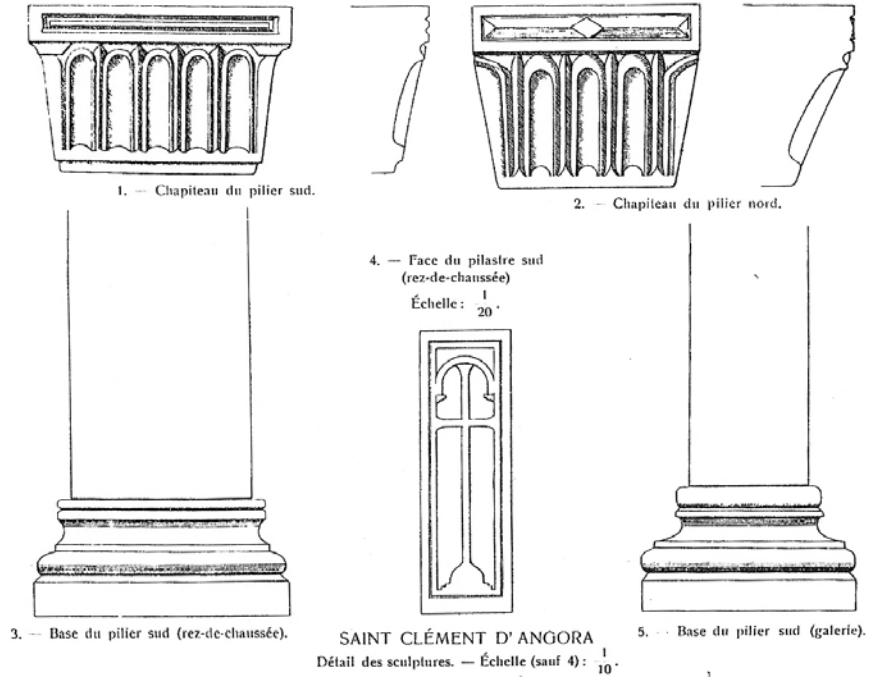 1. — Chapiteau du pilier sud.
2. — Chapiteau du pilier nord.
4. — Face du pilastre sud
(rez-de-chaussée)
Échelle : 1/20.
3. — Base du pilier sud (rez-de-chaussée).
5. — Base du pilier sud (galerie).
SAINT CLÉMENT D'ANGORA
Détail des sculptures. — Échelle (sauf 4) : 1/10.